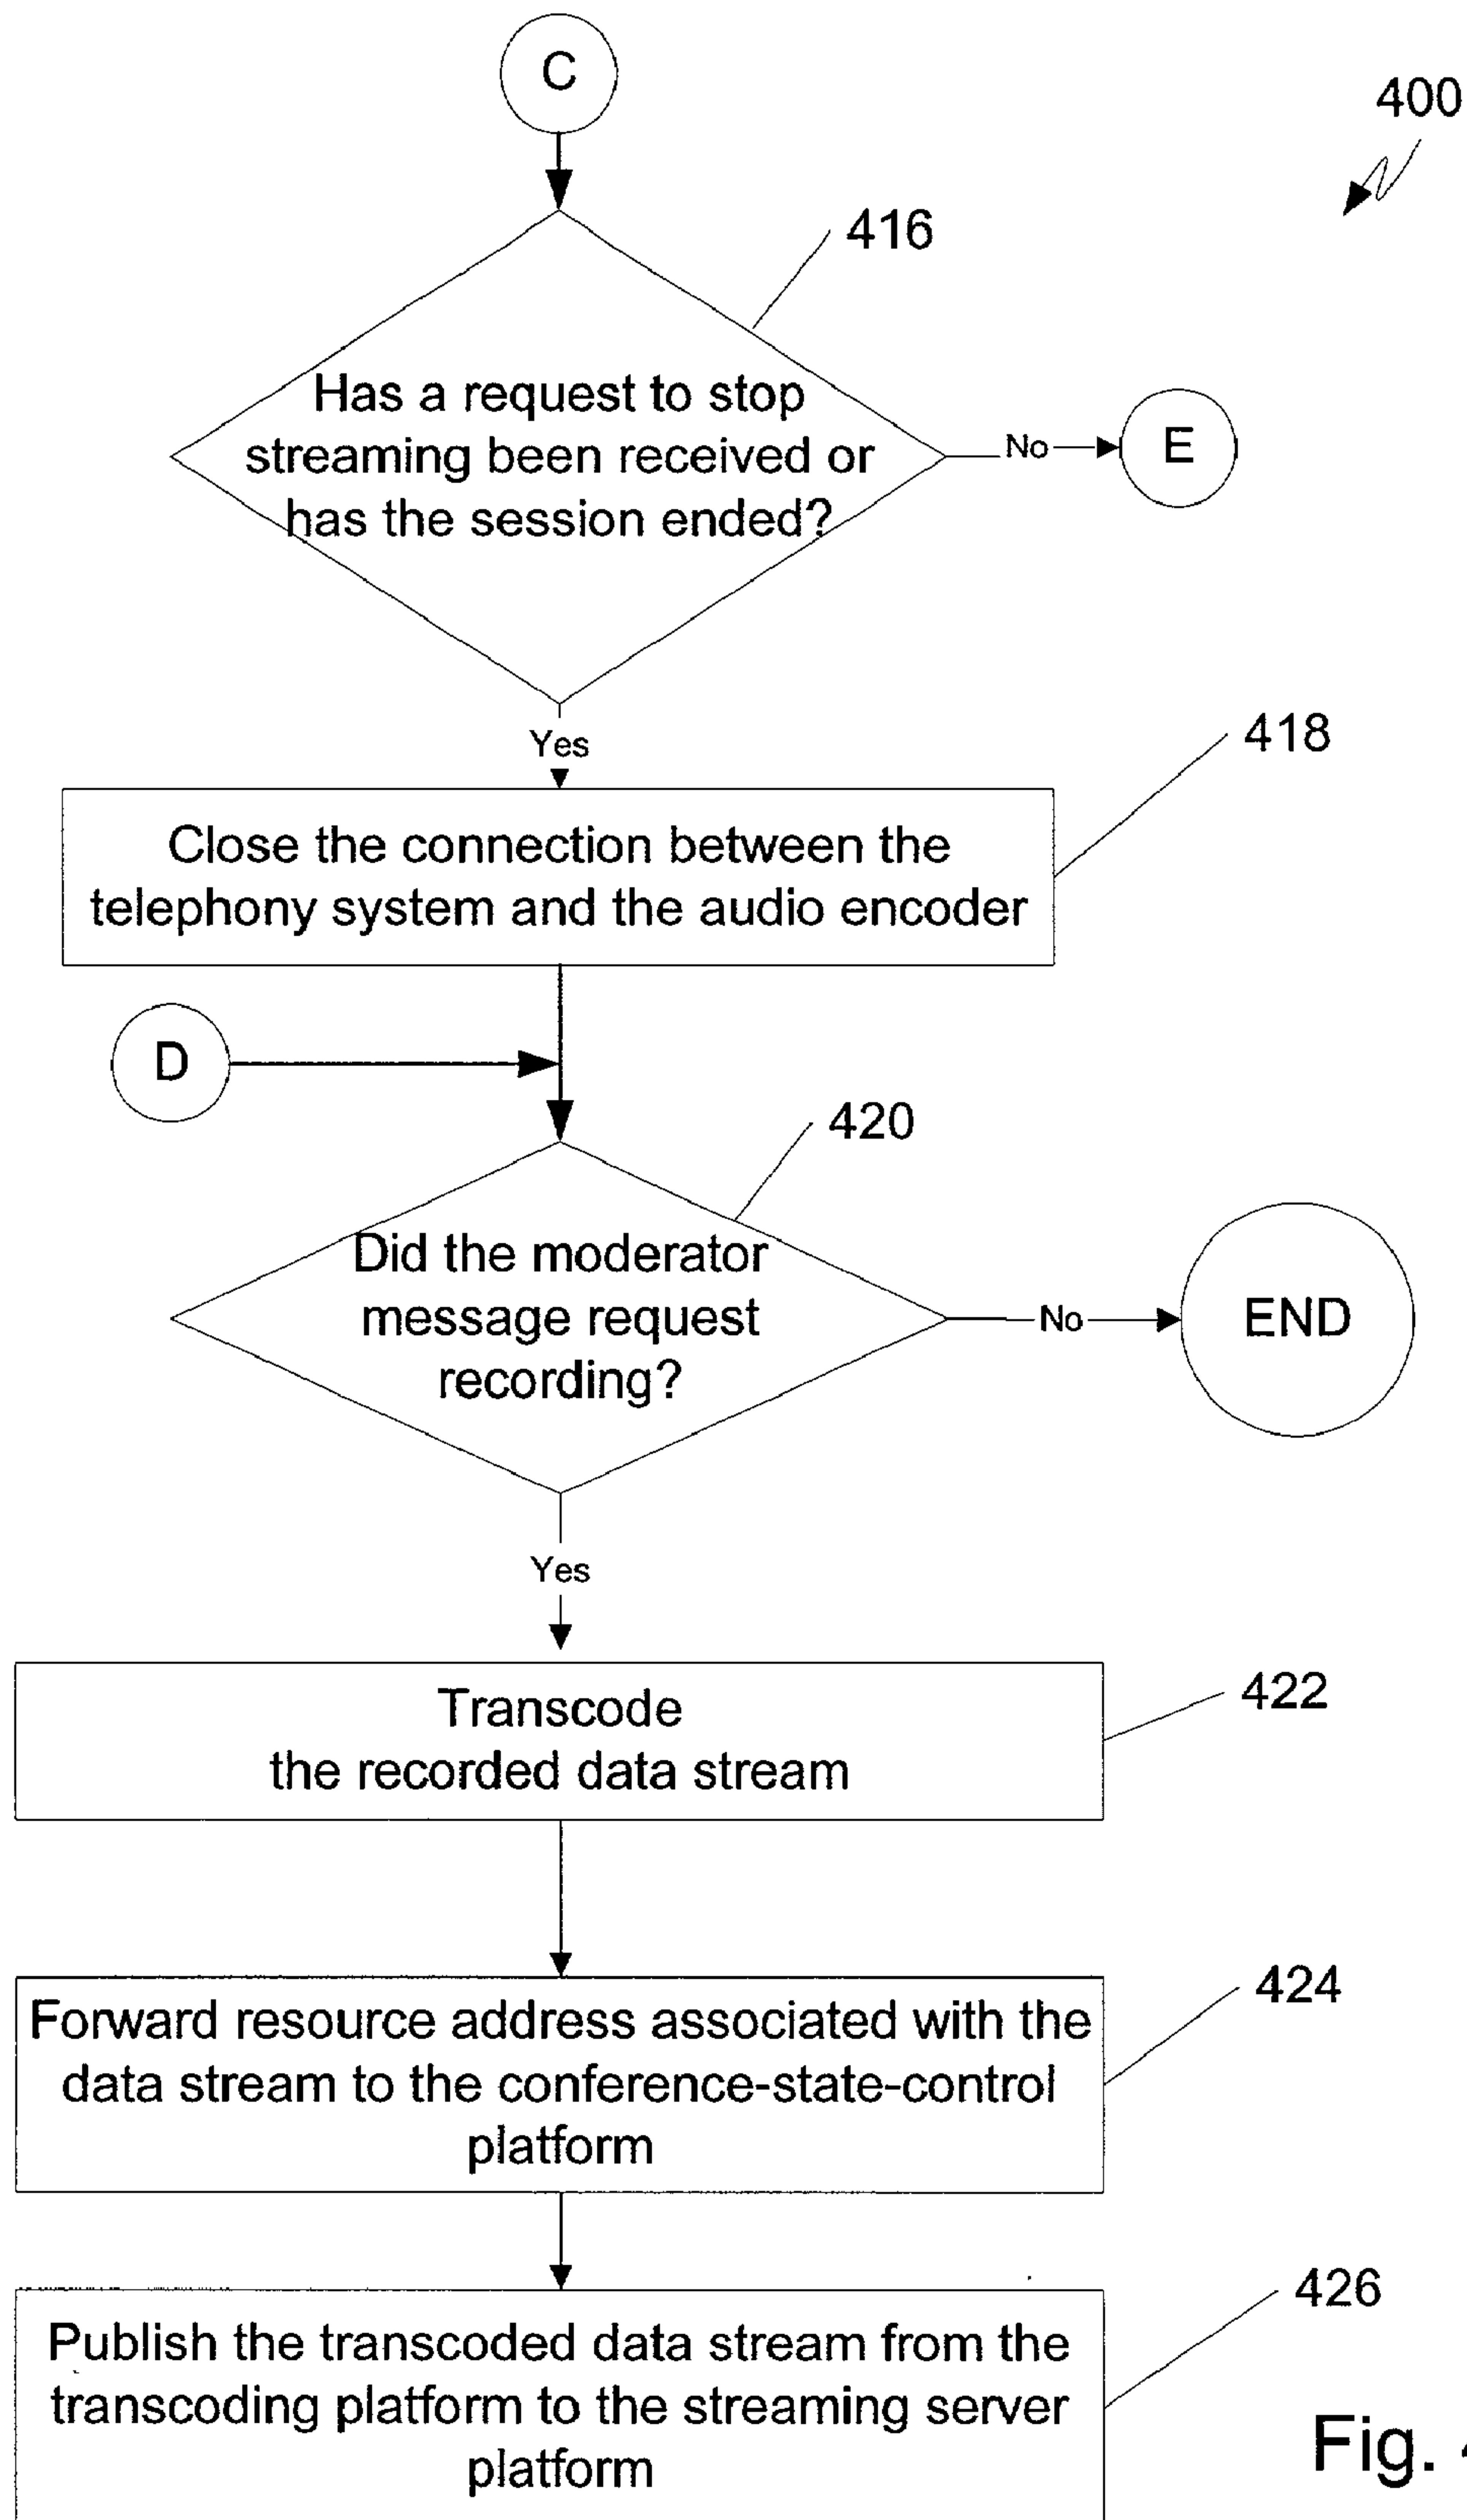 C
400
416
Has a request to stop
streaming been received or
has the session ended?
No
E
Yes
418
Close the connection between the
telephony system and the audio encoder
D
420
Did the moderator
message request
recording?
No
END
Yes
Transcode
the recorded data stream
422
Forward resource address associated with the
data stream to the conference-state-control
platform
424
Publish the transcoded data stream from the
transcoding platform to the streaming server
platform
426
Fig.